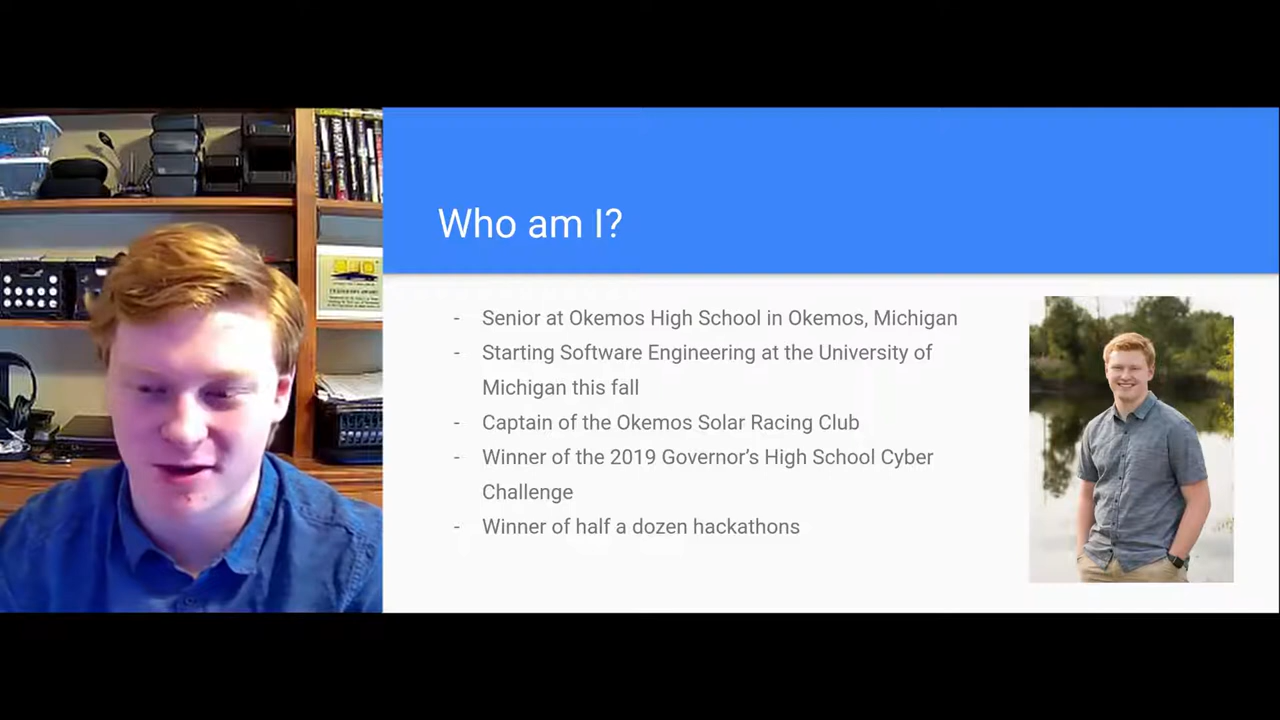 Who am I?
- Senior at Okemos High School in Okemos, Michigan
- Starting Software Engineering at the University of
Michigan this fall
- Captain of the Okemos Solar Racing Club
- Winner of the 2019 Governor’s High School Cyber
Challenge
- Winner of half a dozen hackathons